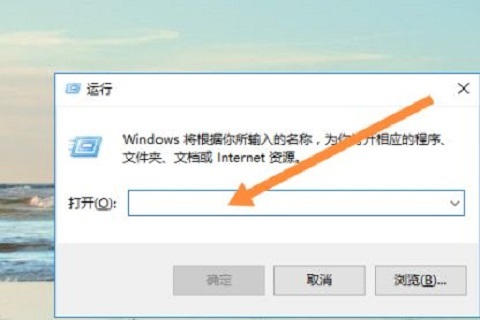 运行
Windows 将根据你所输入的名称，为你打开相应的程序、
文件夹、文档或 Internet 资源。
打开(O):
确定
取消
浏览(B)...